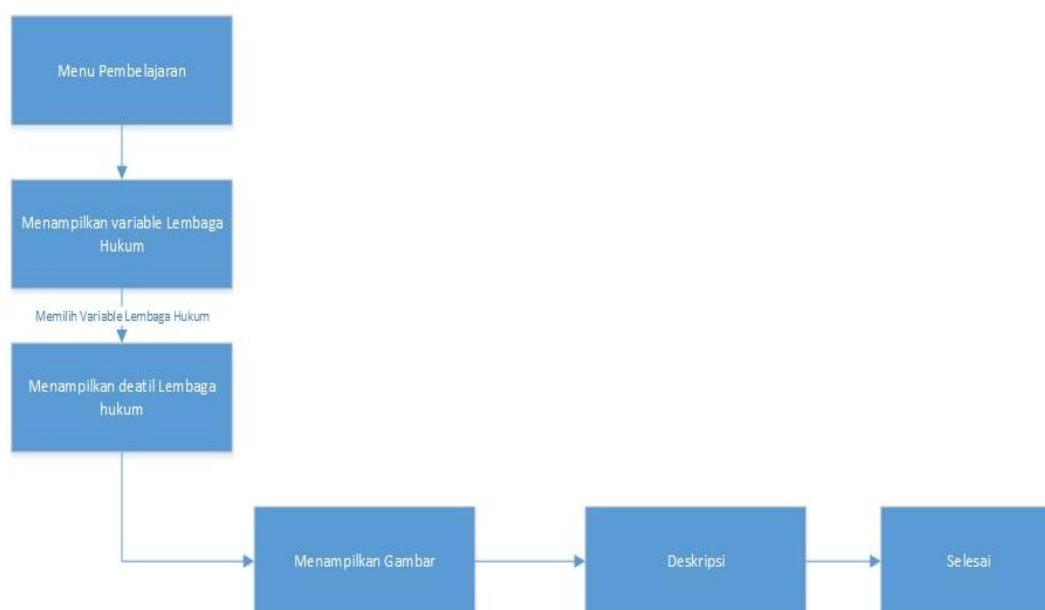 Menu Pembelajaran
Menampilkan variable Lembaga
Hukum
Memilih Variable Lembaga Hukum
Menampilkan deatil Lembaga
hukum
Menampilkan Gambar
Deskripsi
Selesai